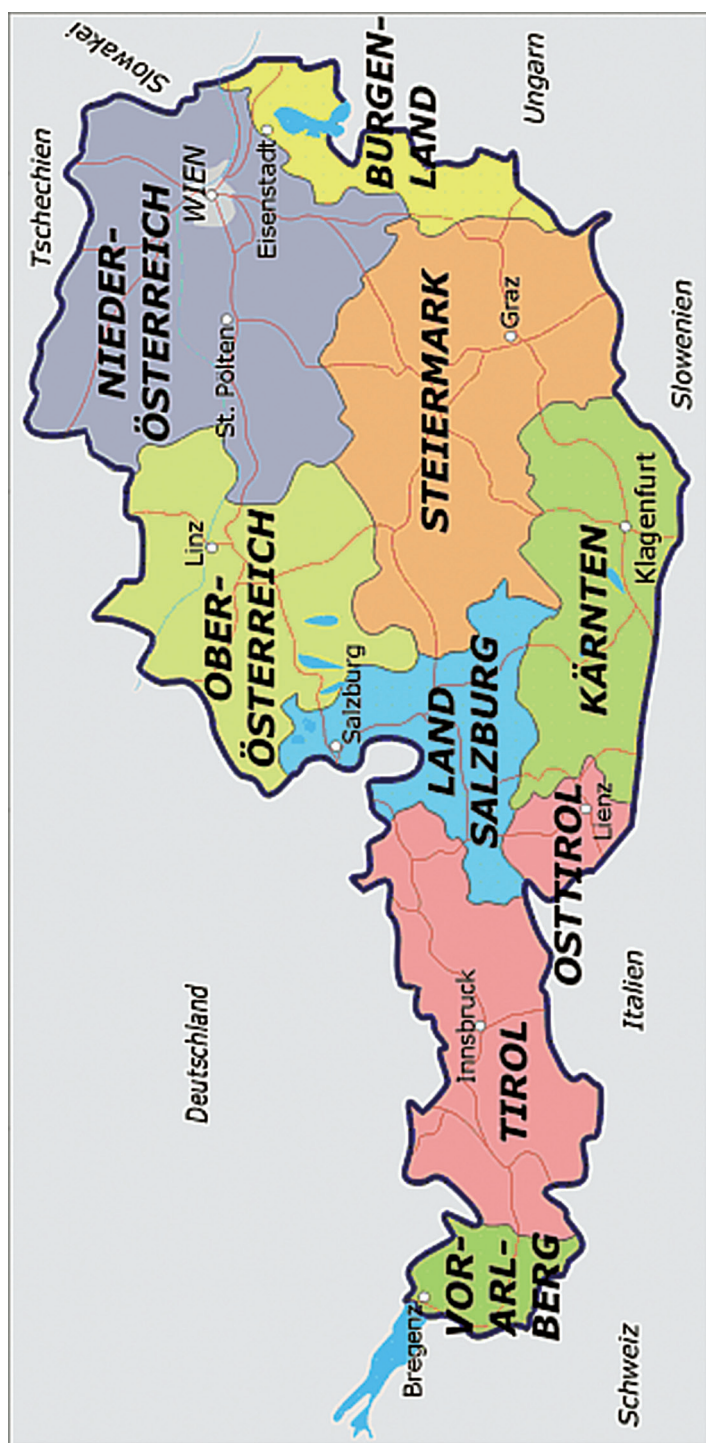 Tschechien
Slowakei
NIEDER-
ÖSTERREICH
WIEN
Linz
Deutschland
OBER-
ÖSTERREICH
St. Pölten
Eisenstadt
Salzburg
BURGEN-
LAND
Ungarn
Bregenz
VOR-
ARL-
BERG
Innsbruck
TIROL
LAND
SALZBURG
STEIERMARK
Graz
OSTTIROL
Lienz
KÄRNTEN
Klagenfurt
Schweiz
Italien
Slowenien